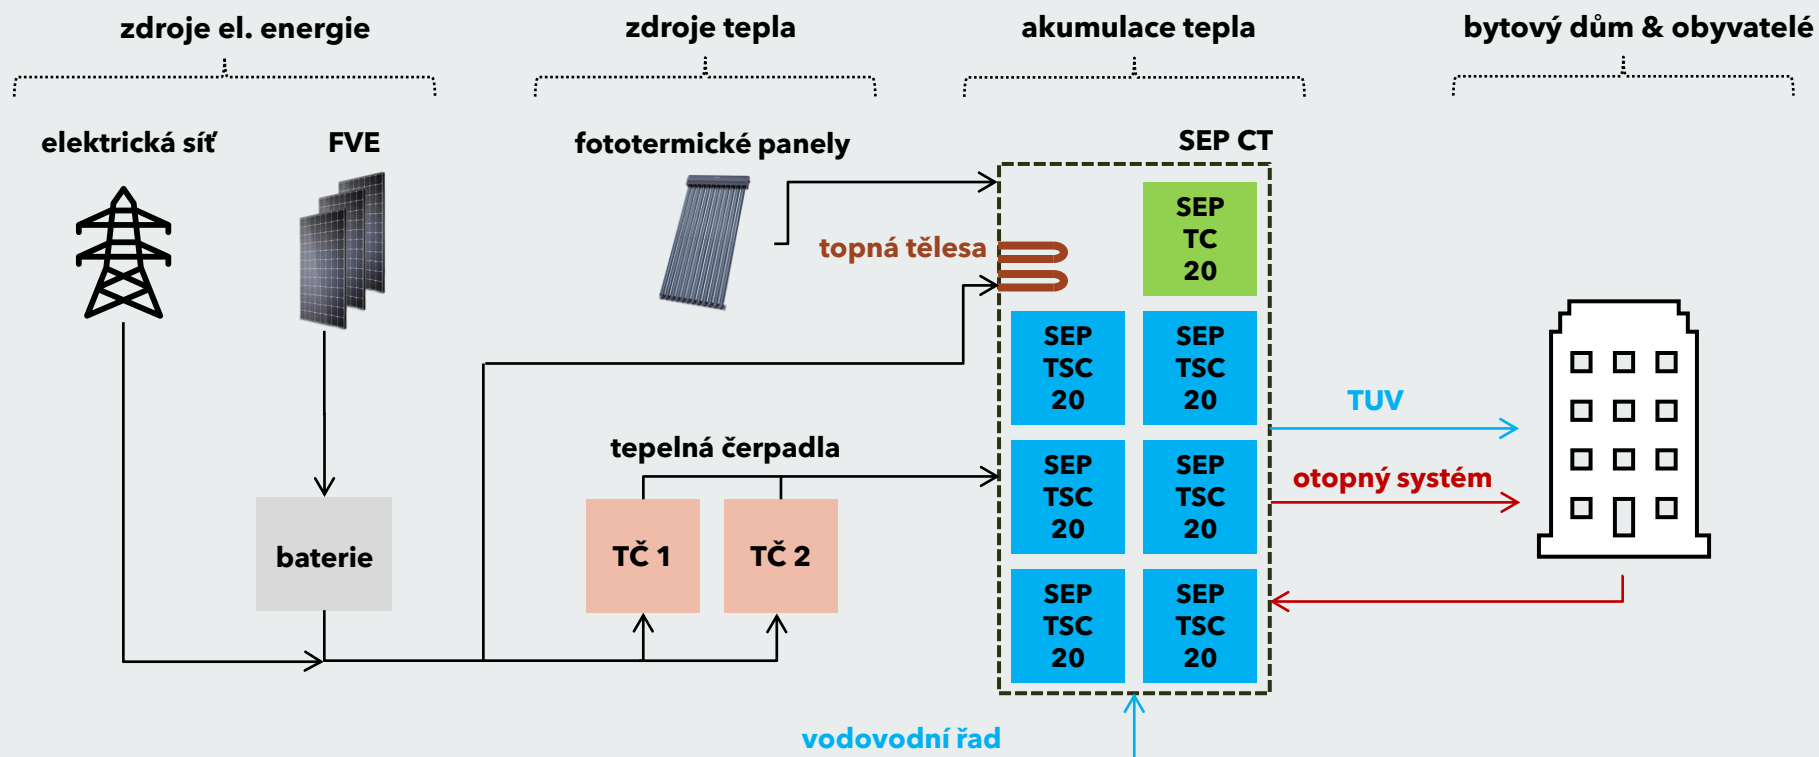 zdroje el. energie
zdroje tepla
akumulace tepla
bytový dům & obyvatelé
elektrická síť
FVE
fototermické panely
SEP CT
topná tělesa
SEP
TC
20
SEP
TSC
20
SEP
TSC
20
TUV
tepelná čerpadla
SEP
TSC
20
SEP
TSC
20
otopný systém
baterie
TČ 1
TČ 2
SEP
TSC
20
SEP
TSC
20
vodovodní řad